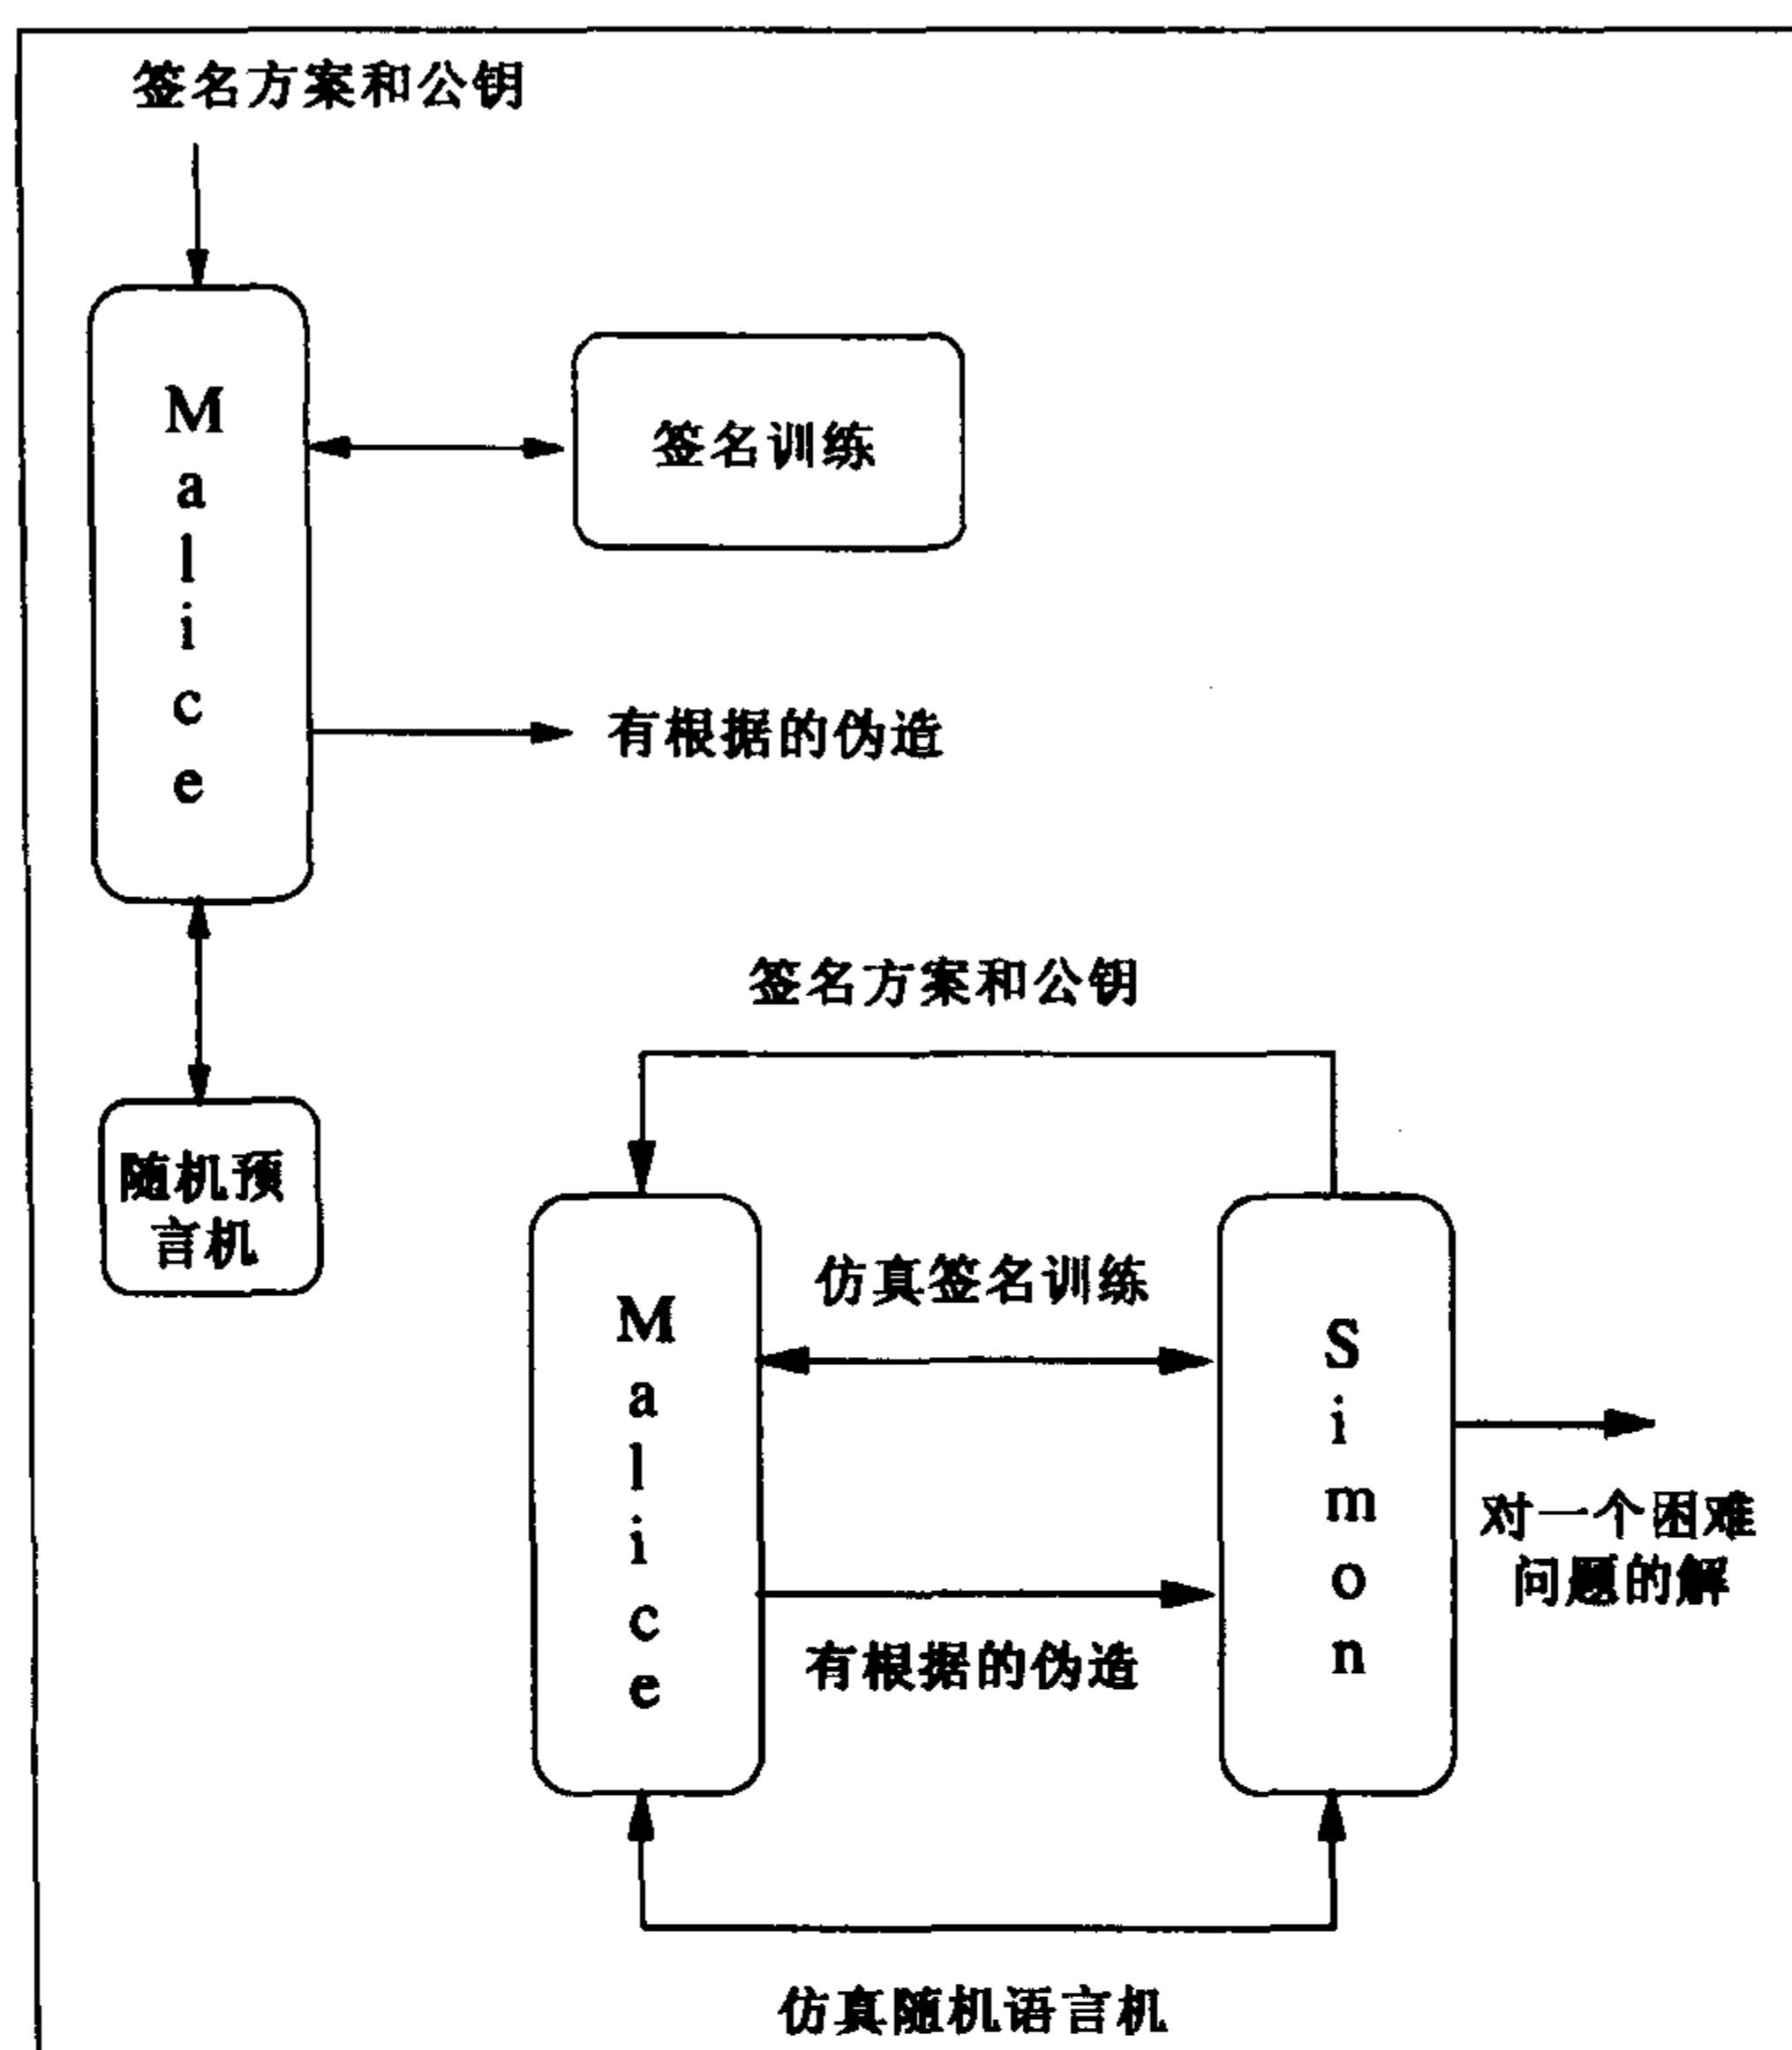 签名方案和公钥
Malice
签名训练
有根据的伪造
随机预
言机
签名方案和公钥
Malice
仿真签名训练
有根据的伪造
Simon
对一个困难
问题的解
仿真随机语言机